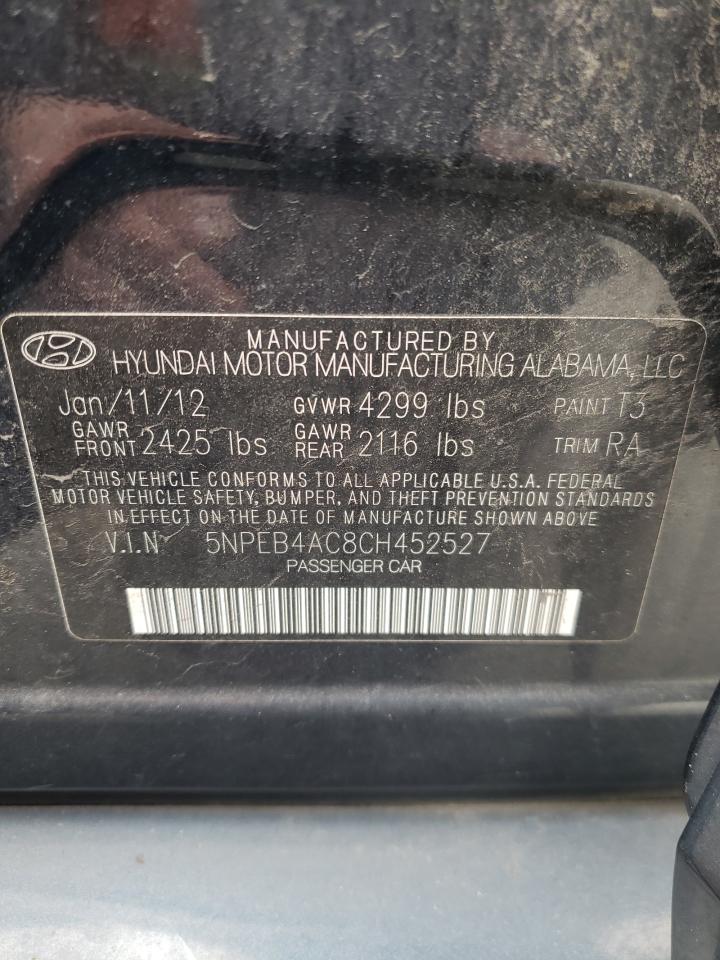 MANUFACTURED BY
HYUNDAI MOTOR MANUFACTURING ALABAMA, LLC
Jan/11/12 GVWR 4299 lbs PAINT T3
GAWR FRONT 2425 lbs GAWR REAR 2116 lbs TRIM RA
THIS VEHICLE CONFORMS TO ALL APPLICABLE U.S.A. FEDERAL
MOTOR VEHICLE SAFETY, BUMPER, AND THEFT PREVENTION STANDARDS
IN EFFECT ON THE DATE OF MANUFACTURE SHOWN ABOVE
V.I.N 5NPEB4AC8CH452527
PASSENGER CAR